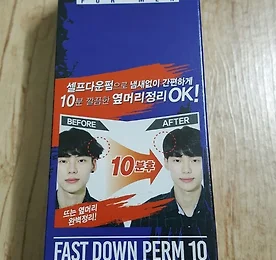 FOR MEN
셀프다운펌으로 냄새없이 간편하게
10분 깔끔한 옆머리정리 OK!
BEFORE
AFTER
10분후
뜨는 옆머리
완벽정리!
FAST DOWN PERM 10